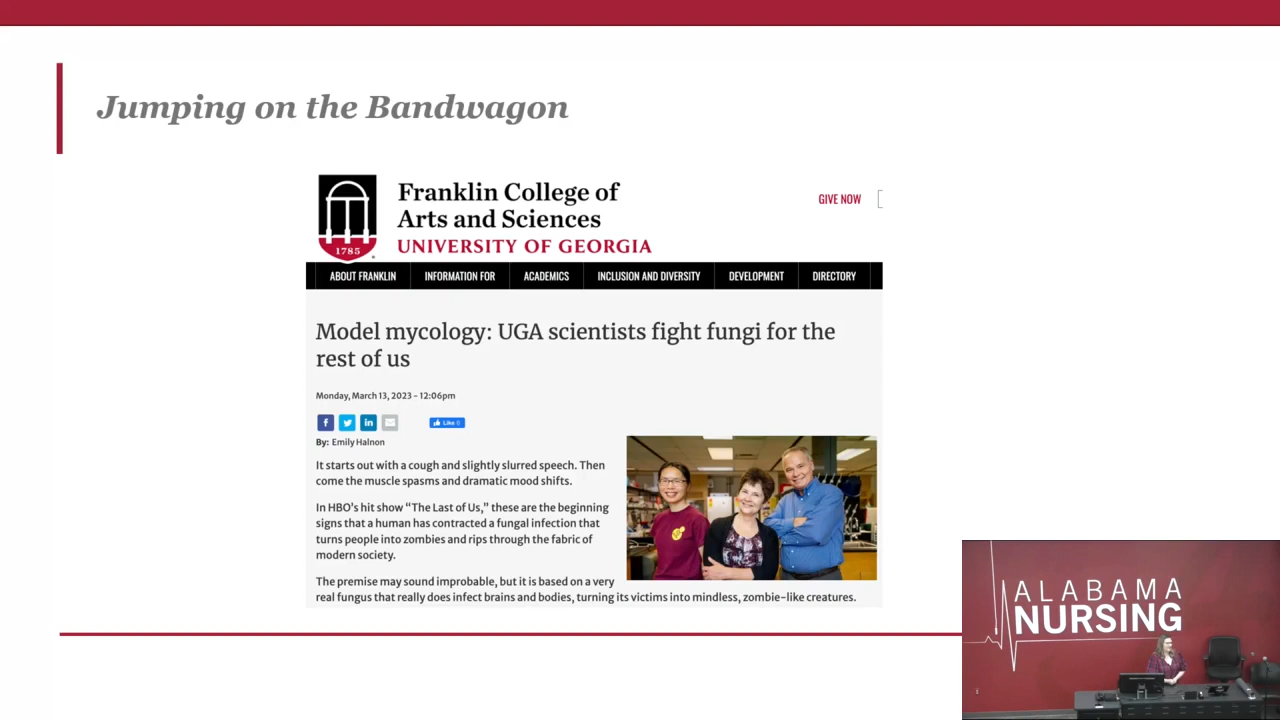 Jumping on the Bandwagon
Franklin College of
Arts and Sciences
UNIVERSITY OF GEORGIA
1785
GIVE NOW
ABOUT FRANKLIN
INFORMATION FOR
ACADEMICS
INCLUSION AND DIVERSITY
DEVELOPMENT
DIRECTORY
Model mycology: UGA scientists fight fungi for the
rest of us
Monday, March 13, 2023 - 12:06pm
f
in
Like 0
By: Emily Halnon
It starts out with a cough and slightly slurred speech. Then
come the muscle spasms and dramatic mood shifts.
In HBO's hit show “The Last of Us,” these are the beginning
signs that a human has contracted a fungal infection that
turns people into zombies and rips through the fabric of
modern society.
The premise may sound improbable, but it is based on a very
real fungus that really does infect brains and bodies, turning its victims into mindless, zombie-like creatures.
ALABAMA
NURSING